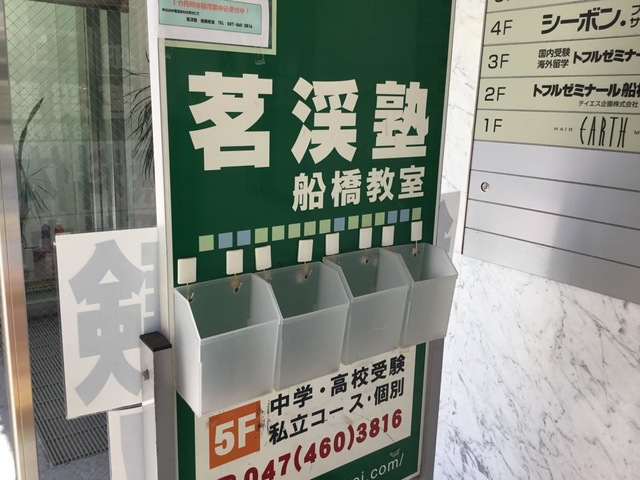 茗渓塾
船橋教室
5F
中学・高校受験
私立コース・個別
047(460)3816
4F シーボン.
3F 国内受験
海外留学 トフルゼミナール
2F トフルゼミナール船橋
テイエス企画株式会社
1F HAIR EARTH